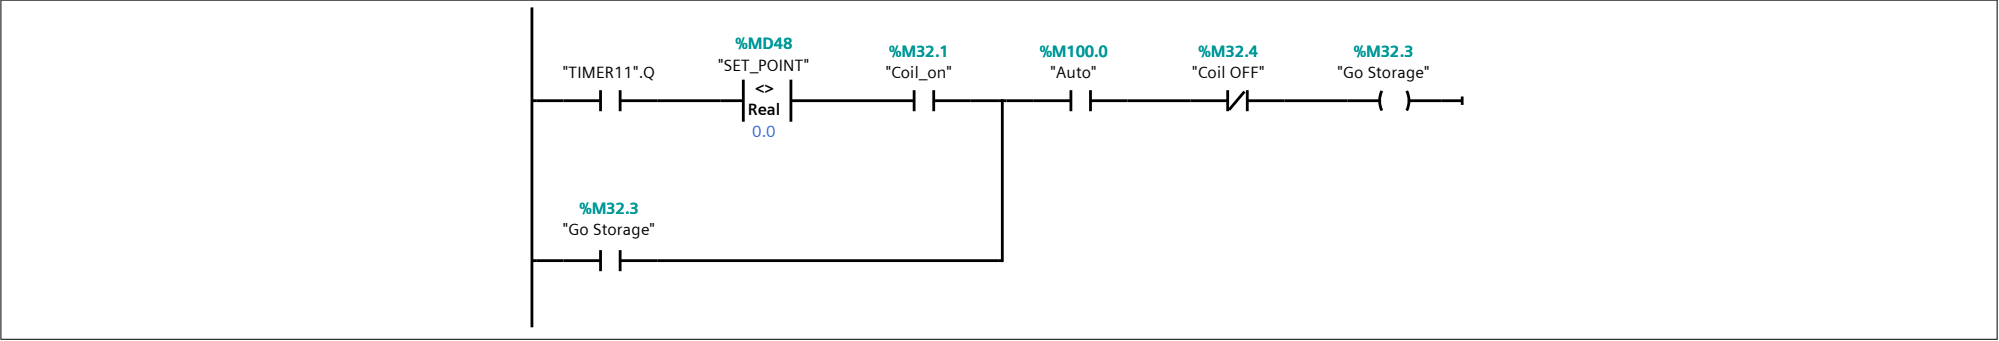 "TIMER11".Q
%MD48
"SET_POINT"
<>
Real
0.0
%M32.1
"Coil_on"
%M100.0
"Auto"
%M32.4
"Coil OFF"
%M32.3
"Go Storage"
%M32.3
"Go Storage"